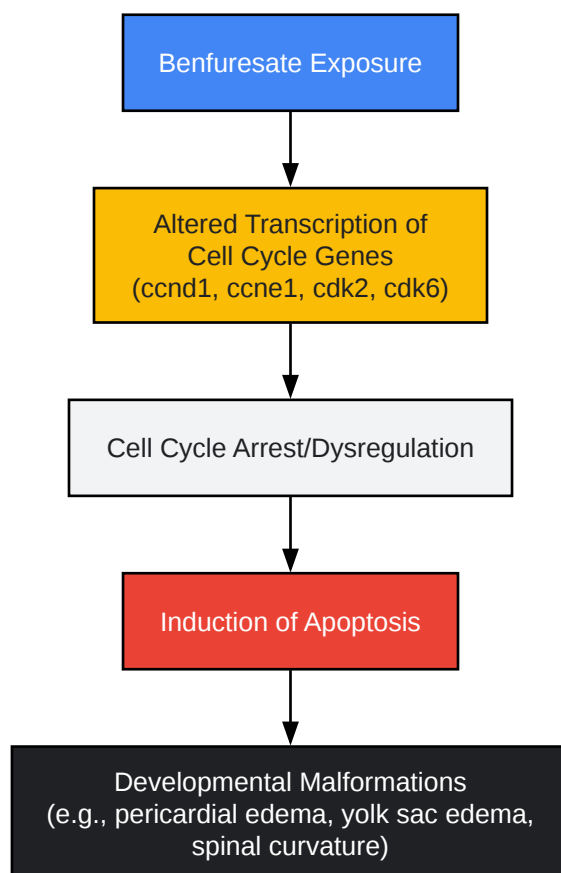 Benfuresate Exposure
Altered Transcription of
Cell Cycle Genes
(ccnd1, ccne1, cdk2, cdk6)
Cell Cycle Arrest/Dysregulation
Induction of Apoptosis
Developmental Malformations
(e.g., pericardial edema, yolk sac edema,
spinal curvature)